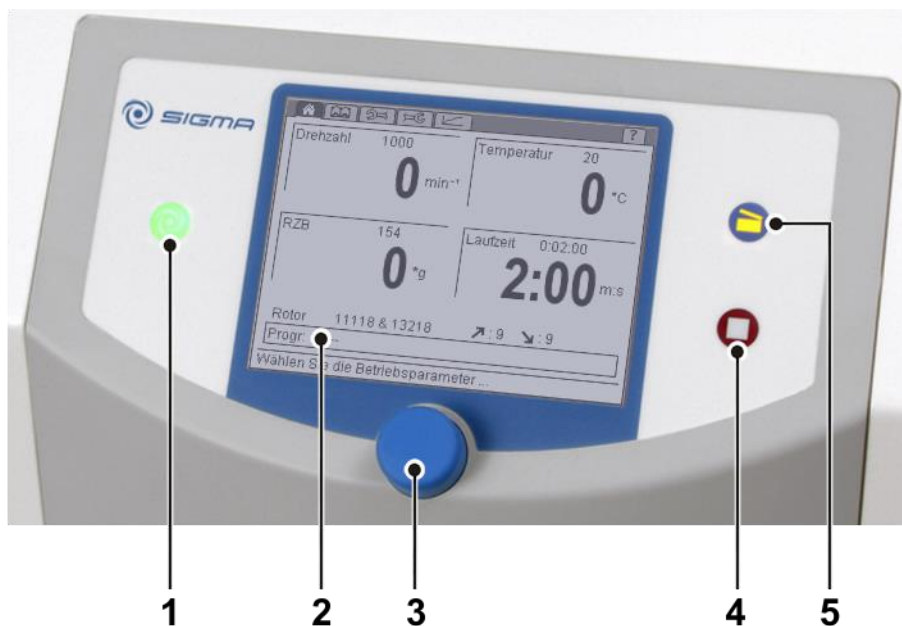 SIGMA
?
Drehzahl 1000
0 min⁻¹
Temperatur 20
0 °C
RZB 154
0 *g
Laufzeit 0:02:00
2:00 m:s
Rotor 11118 & 13218 ↗: 9 ↘: 9
Progr:
Wählen Sie die Betriebsparameter ...
1 2 3 4 5